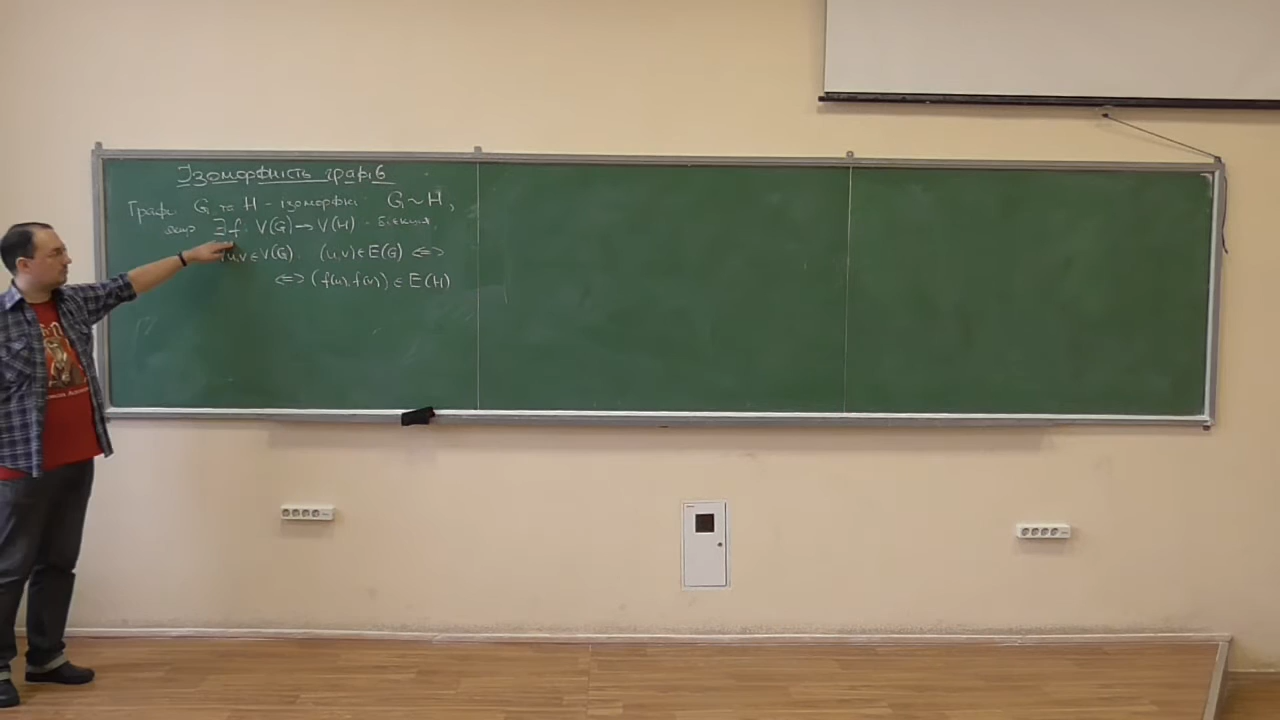 Ізоморфність графів
Графи G та H - ізоморфні G ~ H,
якщо ∃ f: V(G) → V(H) - бієкція,
∀u,v ∈ V(G). (u,v) ∈ E(G) <=>
<=> (f(u), f(v)) ∈ E(H)